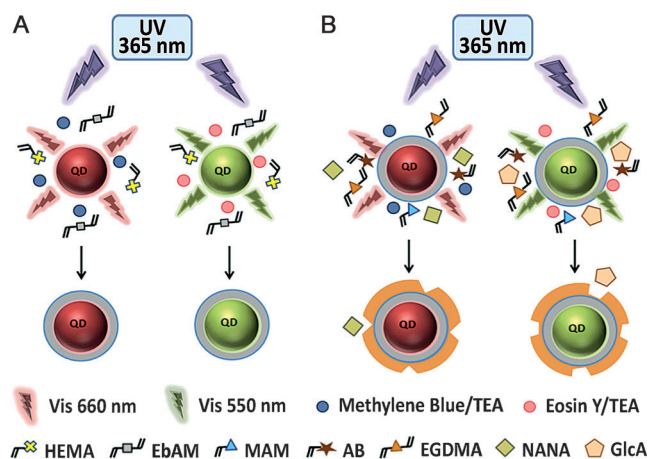 A
UV
365 nm
B
UV
365 nm
QD
QD
QD
QD
QD
QD
QD
QD
Vis 660 nm
Vis 550 nm
Methylene Blue/TEA
Eosin Y/TEA
HEMA
EbAM
MAM
AB
EGDMA
NANA
GlcA